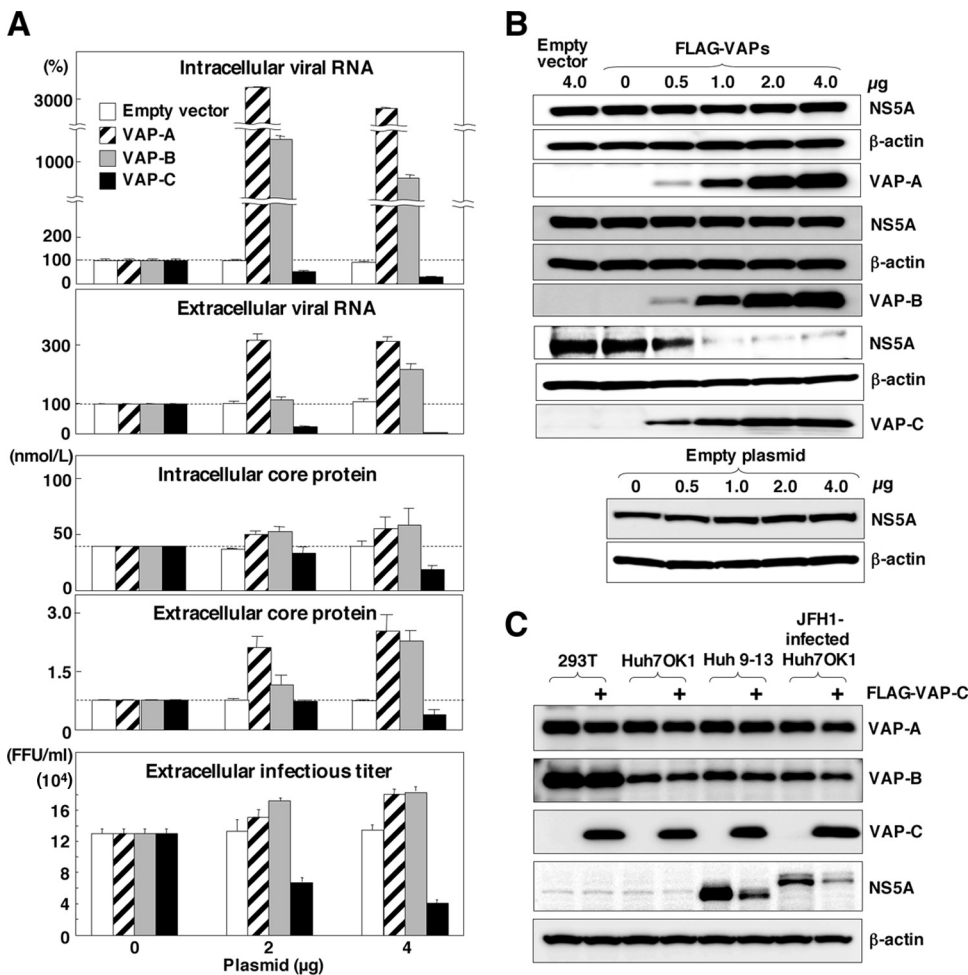 A
(%)
Intracellular viral RNA
3000
Empty vector
VAP-A
VAP-B
VAP-C
1000
200
100
0
Extracellular viral RNA
300
100
0
(nmol/L)
Intracellular core protein
100
50
0
Extracellular core protein
3.0
1.5
0
(FFU/ml)
(10⁴)
Extracellular infectious titer
16
12
8
4
0
0 2 4
Plasmid (μg)
B
Empty vector
FLAG-VAPs
4.0 0 0.5 1.0 2.0 4.0 μg
NS5A
β-actin
VAP-A
NS5A
β-actin
VAP-B
NS5A
β-actin
VAP-C
Empty plasmid
0 0.5 1.0 2.0 4.0 μg
NS5A
β-actin
C
293T Huh7OK1 Huh 9-13 JFH1-
infected
Huh7OK1
+ + + + FLAG-VAP-C
VAP-A
VAP-B
VAP-C
NS5A
β-actin